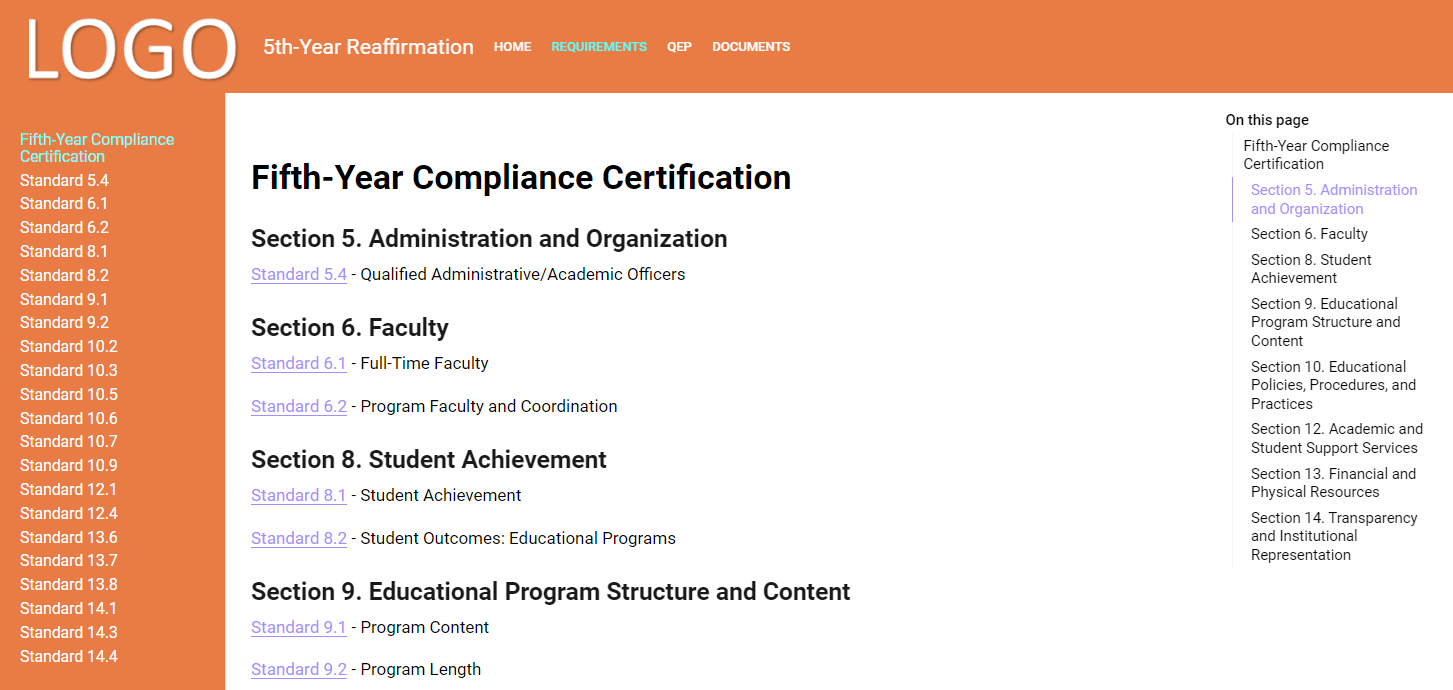 LOGO
5th-Year Reaffirmation
HOME
REQUIREMENTS
QEP
DOCUMENTS
Fifth-Year Compliance
Certification
Standard 5.4
Standard 6.1
Standard 6.2
Standard 8.1
Standard 8.2
Standard 9.1
Standard 9.2
Standard 10.2
Standard 10.3
Standard 10.5
Standard 10.6
Standard 10.7
Standard 10.9
Standard 12.1
Standard 12.4
Standard 13.6
Standard 13.7
Standard 13.8
Standard 14.1
Standard 14.3
Standard 14.4
Fifth-Year Compliance Certification
Section 5. Administration and Organization
Standard 5.4 - Qualified Administrative/Academic Officers
Section 6. Faculty
Standard 6.1 - Full-Time Faculty
Standard 6.2 - Program Faculty and Coordination
Section 8. Student Achievement
Standard 8.1 - Student Achievement
Standard 8.2 - Student Outcomes: Educational Programs
Section 9. Educational Program Structure and Content
Standard 9.1 - Program Content
Standard 9.2 - Program Length
On this page
Fifth-Year Compliance
Certification
Section 5. Administration
and Organization
Section 6. Faculty
Section 8. Student
Achievement
Section 9. Educational
Program Structure and
Content
Section 10. Educational
Policies, Procedures, and
Practices
Section 12. Academic and
Student Support Services
Section 13. Financial and
Physical Resources
Section 14. Transparency
and Institutional
Representation